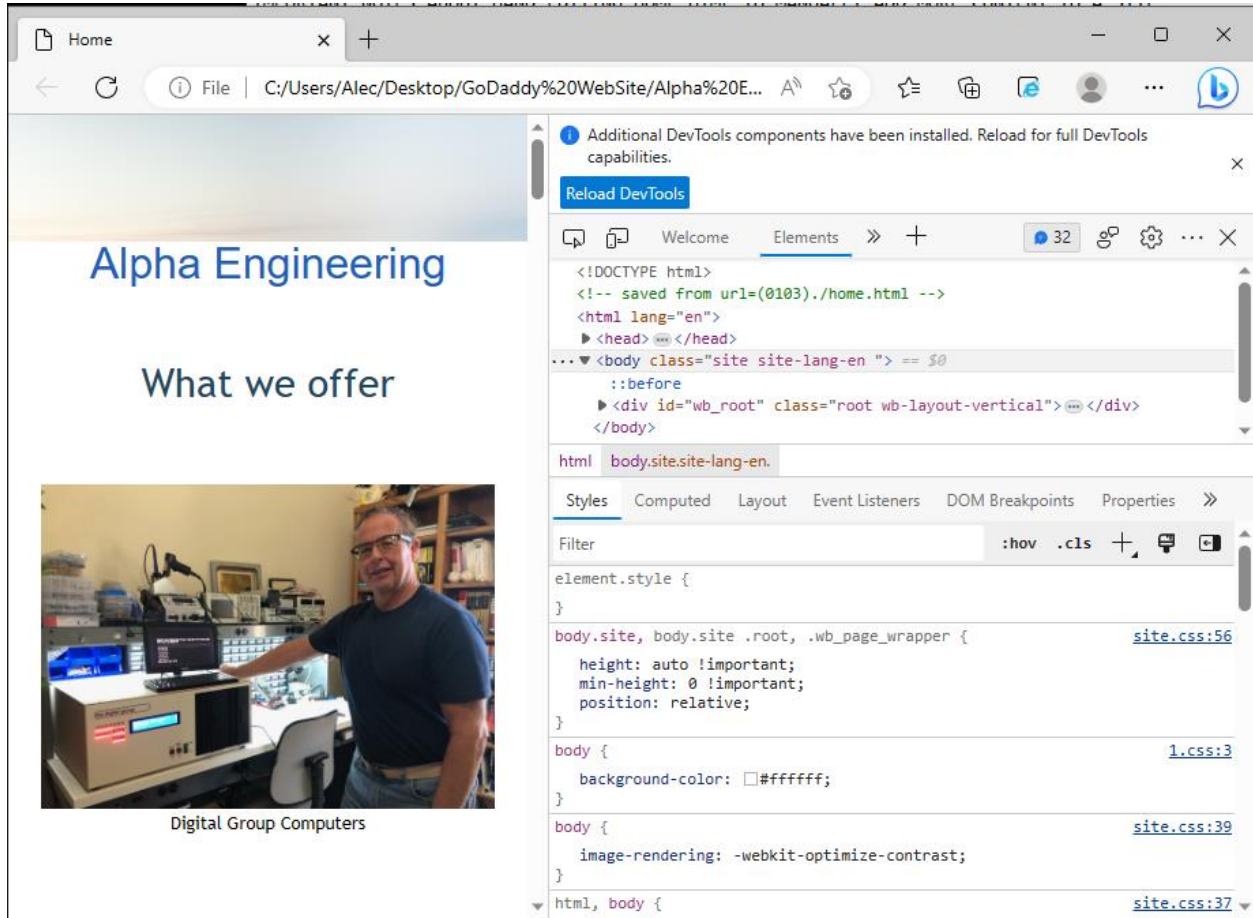 Home
File C:/Users/Alec/Desktop/GoDaddy%20WebSite/Alpha%20E...
Additional DevTools components have been installed. Reload for full DevTools
capabilities.
Reload DevTools
Welcome Elements 32
<!DOCTYPE html>
<!-- saved from url=(0103)./home.html -->
<html lang="en">
<head> ... </head>
... <body class="site site-lang-en "> == $0
::before
<div id="wb_root" class="root wb-layout-vertical"> ... </div>
</body>
html body.site.site-lang-en.
Styles Computed Layout Event Listeners DOM Breakpoints Properties
Filter :hov .cls
element.style {
}
body.site, body.site .root, .wb_page_wrapper { site.css:56
height: auto !important;
min-height: 0 !important;
position: relative;
}
body { 1.css:3
background-color: #ffffff;
}
body { site.css:39
image-rendering: -webkit-optimize-contrast;
}
html, body { site.css:37
Alpha Engineering
What we offer
Digital Group Computers